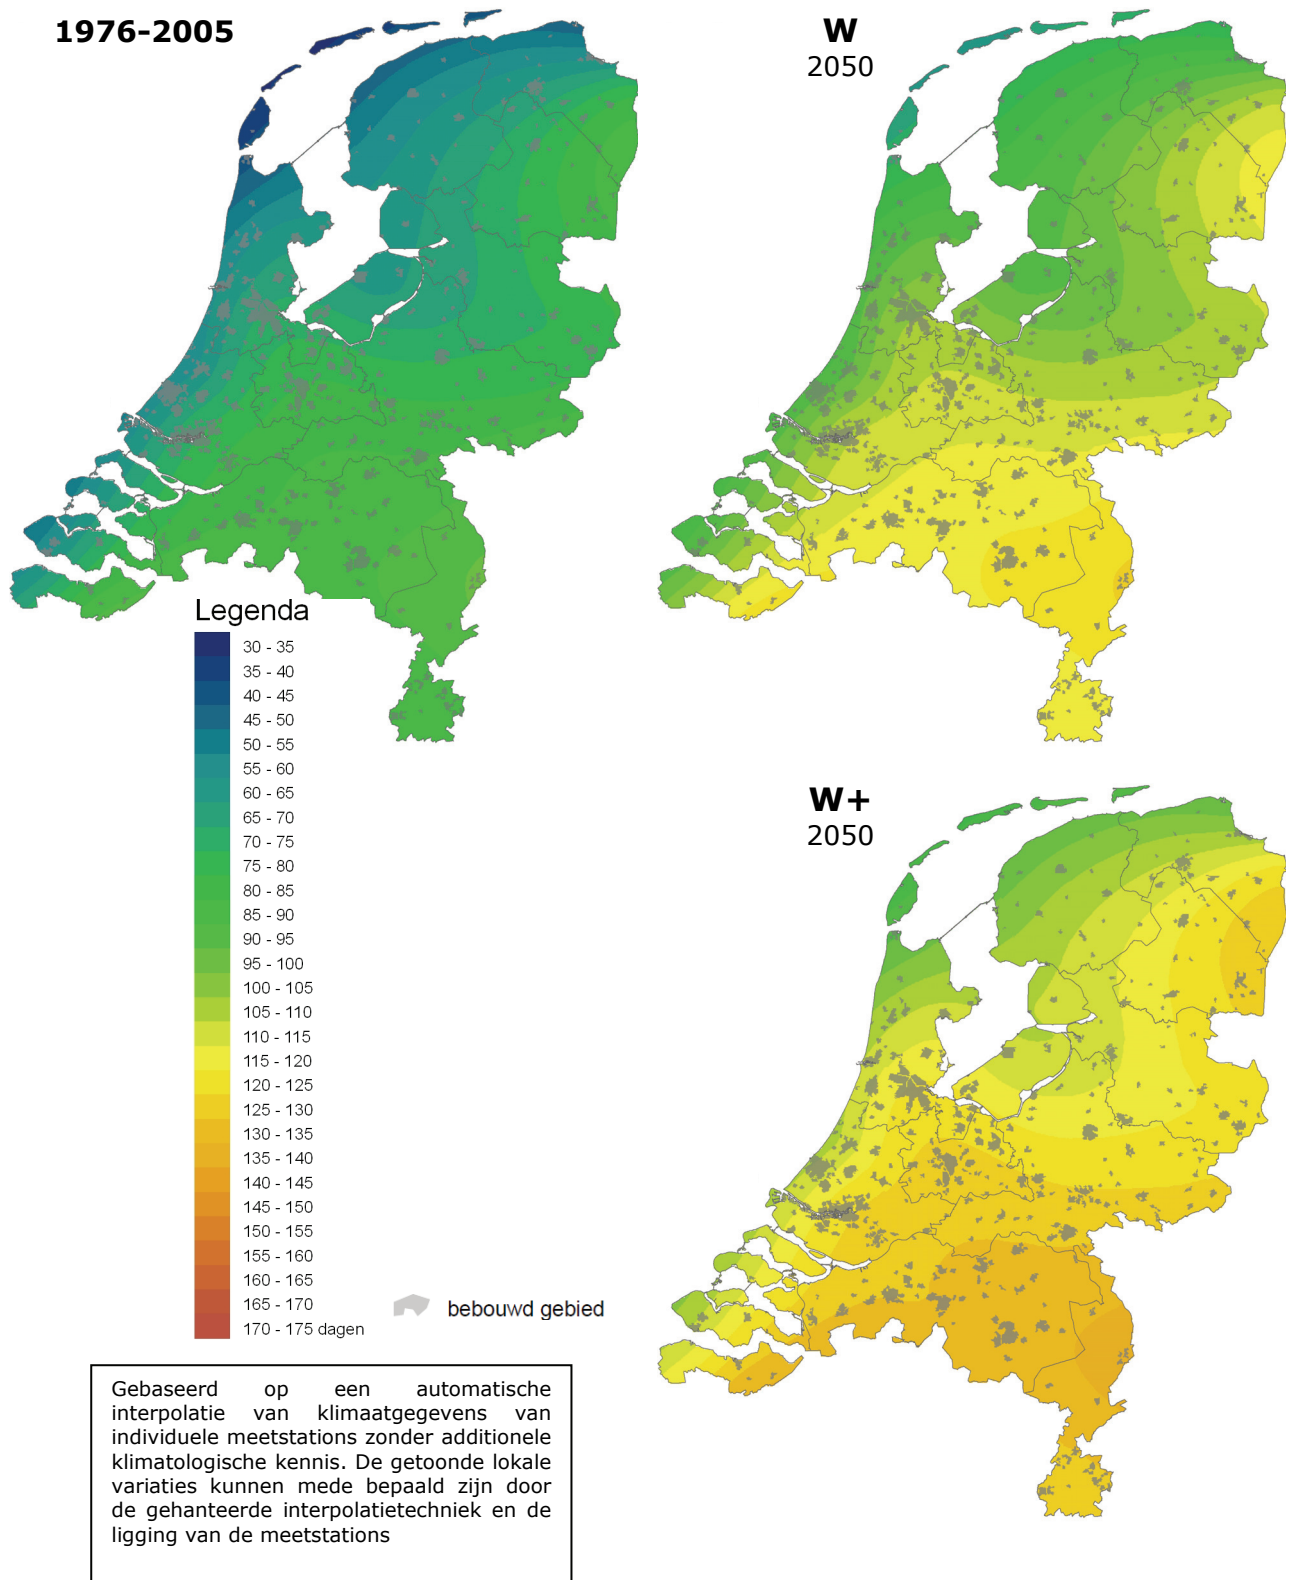 1976-2005
W
2050
Legenda
30 - 35
35 - 40
40 - 45
45 - 50
50 - 55
55 - 60
60 - 65
65 - 70
70 - 75
75 - 80
80 - 85
85 - 90
90 - 95
95 - 100
100 - 105
105 - 110
110 - 115
115 - 120
120 - 125
125 - 130
130 - 135
135 - 140
140 - 145
145 - 150
150 - 155
155 - 160
160 - 165
165 - 170
170 - 175 dagen
bebouwd gebied
W+
2050
Gebaseerd op een automatische
interpolatie van klimaatgegevens van
individuele meetstations zonder additionele
klimatologische kennis. De getoonde lokale
variaties kunnen mede bepaald zijn door
de gehanteerde interpolatietechniek en de
ligging van de meetstations